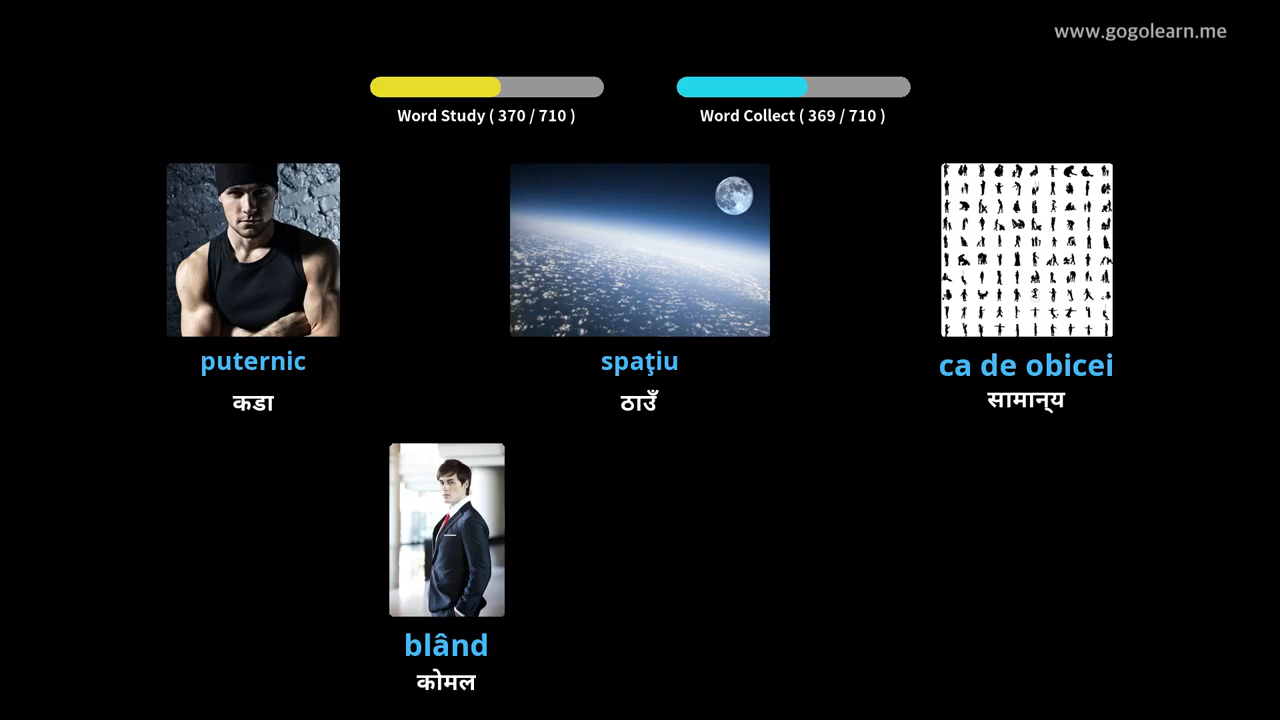 www.gogolearn.me
Word Study ( 370 / 710 )
Word Collect ( 369 / 710 )
puternic
spaţiu
ca de obicei
कडा
ठाउँ
सामान्य
blând
कोमल